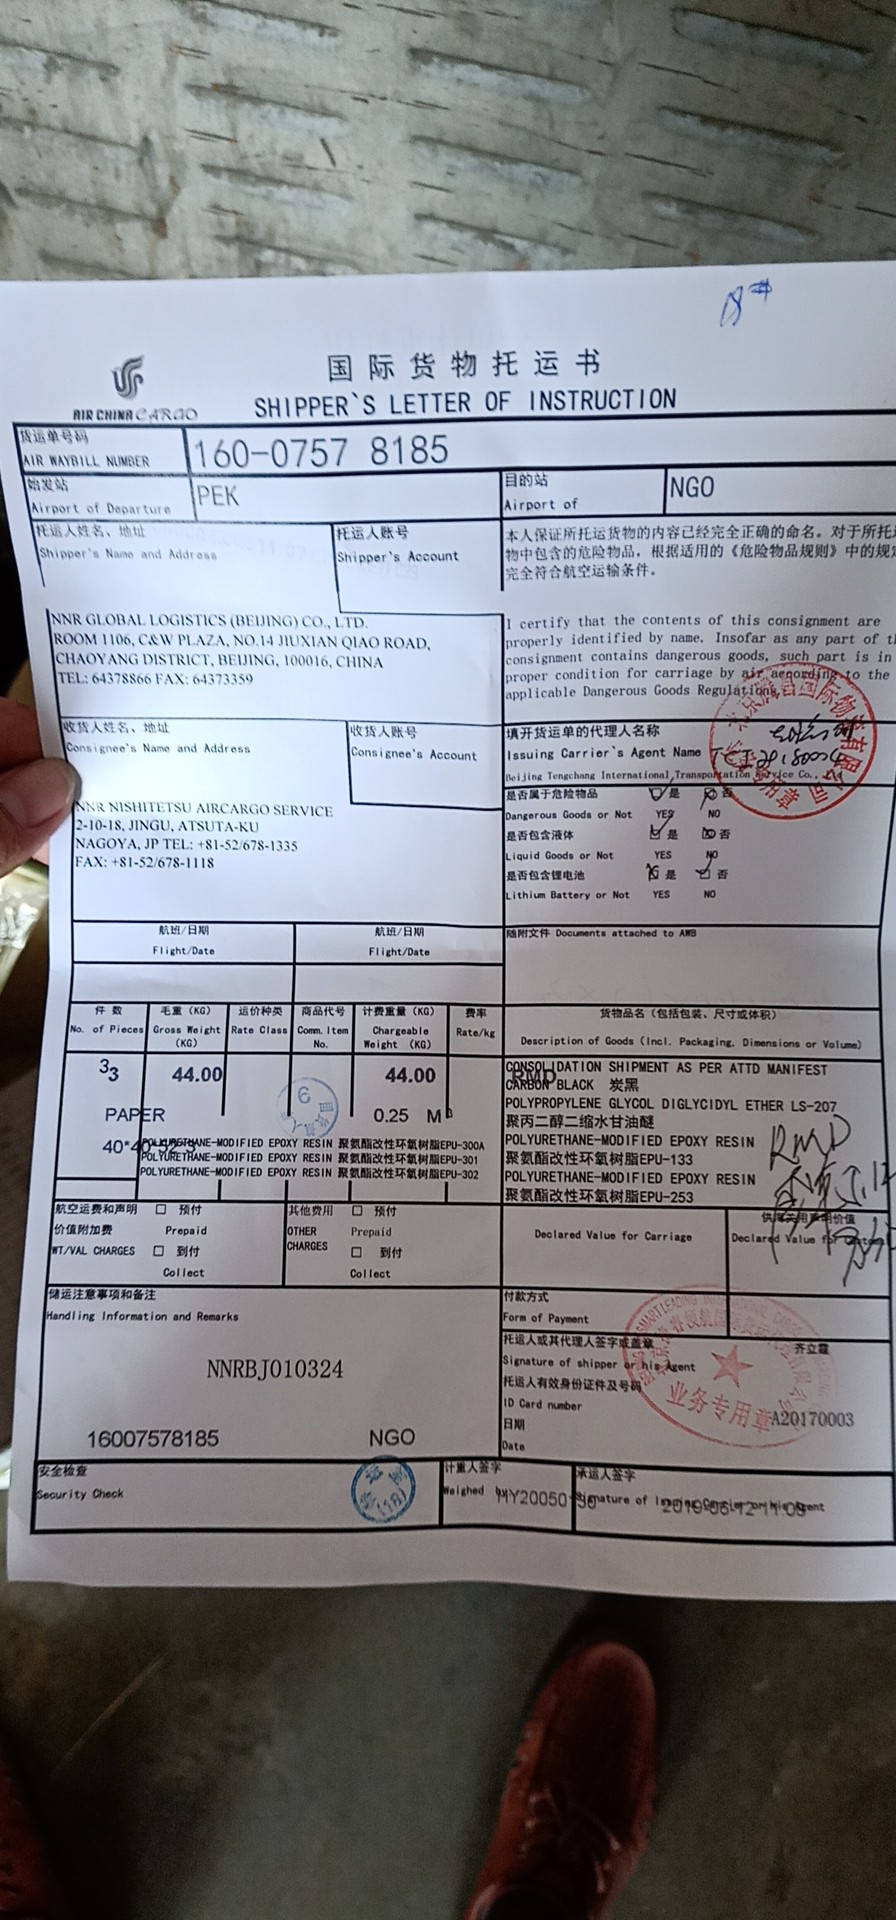 国际货物托运书
AIR CHINA CARGO
SHIPPER`S LETTER OF INSTRUCTION
货运单号码
AIR WAYBILL NUMBER
160-0757 8185
始发站
Airport of Departure
PEK
目的站
Airport of
NGO
托运人姓名、地址
Shipper's Name and Address
托运人账号
Shipper's Account
本人保证所托运货物的内容已经完全正确的命名。对于所托运
物中包含的危险物品，根据适用的《危险物品规则》中的规定
完全符合航空运输条件。
NNR GLOBAL LOGISTICS (BEIJING) CO., LTD.
ROOM 1106, C&W PLAZA, NO.14 JIUXIAN QIAO ROAD,
CHAOYANG DISTRICT, BEIJING, 100016, CHINA
TEL: 64378866 FAX: 64373359
I certify that the contents of this consignment are
properly identified by name. Insofar as any part of
consignment contains dangerous goods, such part is in
proper condition for carriage by air according to the
applicable Dangerous Goods Regulations
收货人姓名、地址
Consignee's Name and Address
收货人账号
Consignee's Account
填开货运单的代理人名称
Issuing Carrier's Agent Name
Beijing Tengchang International Transportation Service Co.,
NNR NISHITETSU AIRCARGO SERVICE
2-10-18, JINGU, ATSUTA-KU
NAGOYA, JP TEL: +81-52/678-1335
FAX: +81-52/678-1118
是否属于危险物品 是 否
Dangerous Goods or Not YES NO
是否包含液体 是 否
Liquid Goods or Not YES NO
是否包含锂电池 是 否
Lithium Battery or Not YES NO
航班/日期
Flight/Date
航班/日期
Flight/Date
随附文件 Documents attached to AWB
件 数
No. of Pieces
毛重（KG）
Gross Weight
(KG)
运价种类
Rate Class
商品代号
Comm. Item
No.
计费重量（KG）
Chargeable
Weight (KG)
费率
Rate/kg
货物品名（包括包装、尺寸或体积）
Description of Goods (Incl. Packaging, Dimensions or Volume)
33
44.00
44.00
PAPER
6
0.25 M3
CONSOLIDATION SHIPMENT AS PER ATTD MANIFEST
RMD
CARBON BLACK 炭黑
POLYPROPYLENE GLYCOL DIGLYCIDYL ETHER LS-207
聚丙二醇二缩水甘油醚
POLYURETHANE-MODIFIED EPOXY RESIN
聚氨酯改性环氧树脂EPU-133
POLYURETHANE-MODIFIED EPOXY RESIN
聚氨酯改性环氧树脂EPU-253
RMD
POLYURETHANE-MODIFIED EPOXY RESIN 聚氨酯改性环氧树脂EPU-300A
POLYURETHANE-MODIFIED EPOXY RESIN 聚氨酯改性环氧树脂EPU-301
POLYURETHANE-MODIFIED EPOXY RESIN 聚氨酯改性环氧树脂EPU-302
航空运费和声明 预付
价值附加费 Prepaid
WT/VAL CHARGES 到付
Collect
其他费用 预付
OTHER Prepaid
CHARGES 到付
Collect
Declared Value for Carriage
Declared Value for
储运注意事项和备注
Handling Information and Remarks
NNRBJ010324
16007578185 NGO
付款方式
Form of Payment
托运人或其代理人签字或盖章
齐立霞
Signature of shipper or his Agent
托运人有效身份证件及号码
ID Card number
业务专用章
A20170003
日期
Date
安全检查
Security Check
(18)
计重人签字
Weighed by
承运人签字